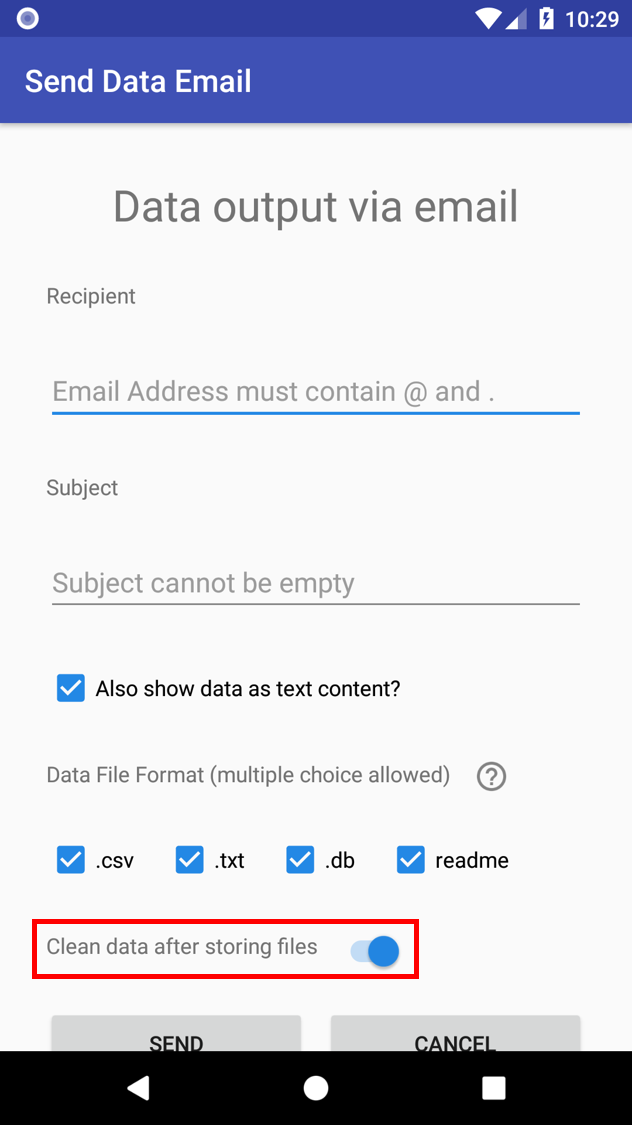 10:29
Send Data Email
Data output via email
Recipient
Email Address must contain @ and .
Subject
Subject cannot be empty
Also show data as text content?
Data File Format (multiple choice allowed) ?
.csv .txt .db readme
Clean data after storing files
SEND CANCEL